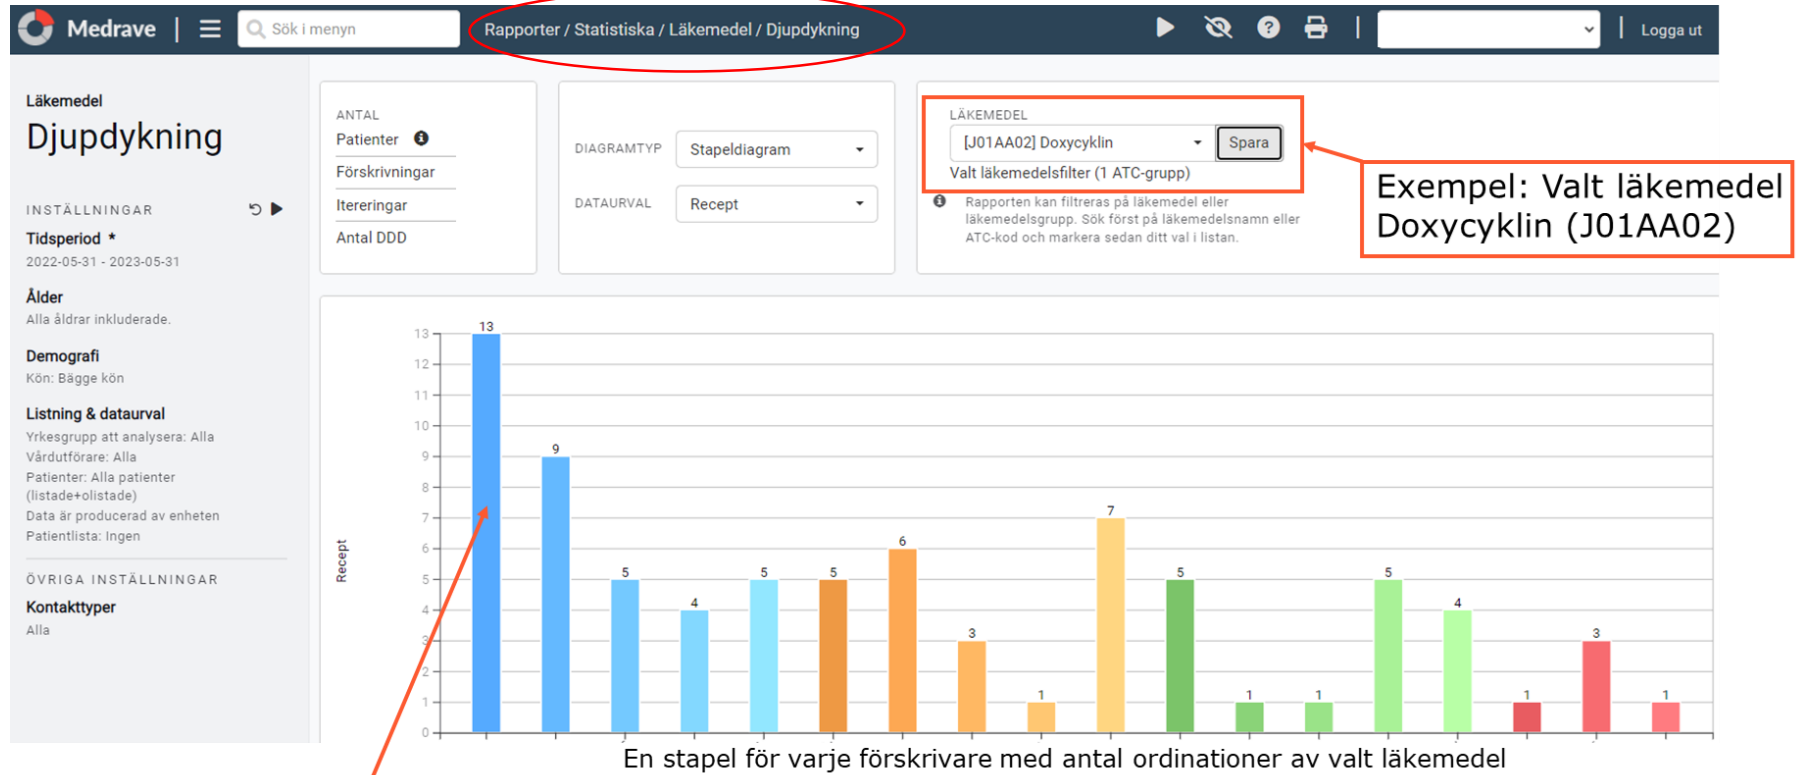 Medrave
Sök i menyn
Rapporter / Statistiska / Läkemedel / Djupdykning
Logga ut
Läkemedel
Djupdykning
INSTÄLLNINGAR
Tidsperiod *
2022-05-31 - 2023-05-31
Ålder
Alla åldrar inkluderade.
Demografi
Kön: Bägge kön
Listning & dataurval
Yrkesgrupp att analysera: Alla
Vårdutförare: Alla
Patienter: Alla patienter
(listade+olistade)
Data är producerad av enheten
Patientlista: Ingen
ÖVRIGA INSTÄLLNINGAR
Kontakttyper
Alla
ANTAL
Patienter
Förskrivningar
Itereringar
Antal DDD
DIAGRAMTYP Stapeldiagram
DATAURVAL Recept
LÄKEMEDEL
[J01AA02] Doxycyklin Spara
Valt läkemedelsfilter (1 ATC-grupp)
Rapporten kan filtreras på läkemedel eller
läkemedelsgrupp. Sök först på läkemedelsnamn eller
ATC-kod och markera sedan ditt val i listan.
Exempel: Valt läkemedel
Doxycyklin (J01AA02)
Recept
13
12
11
10
9
8
7
6
5
4
3
2
1
0
13 9 5 4 5 5 6 3 1 7 5 1 1 5 4 1 3 1
En stapel för varje förskrivare med antal ordinationer av valt läkemedel